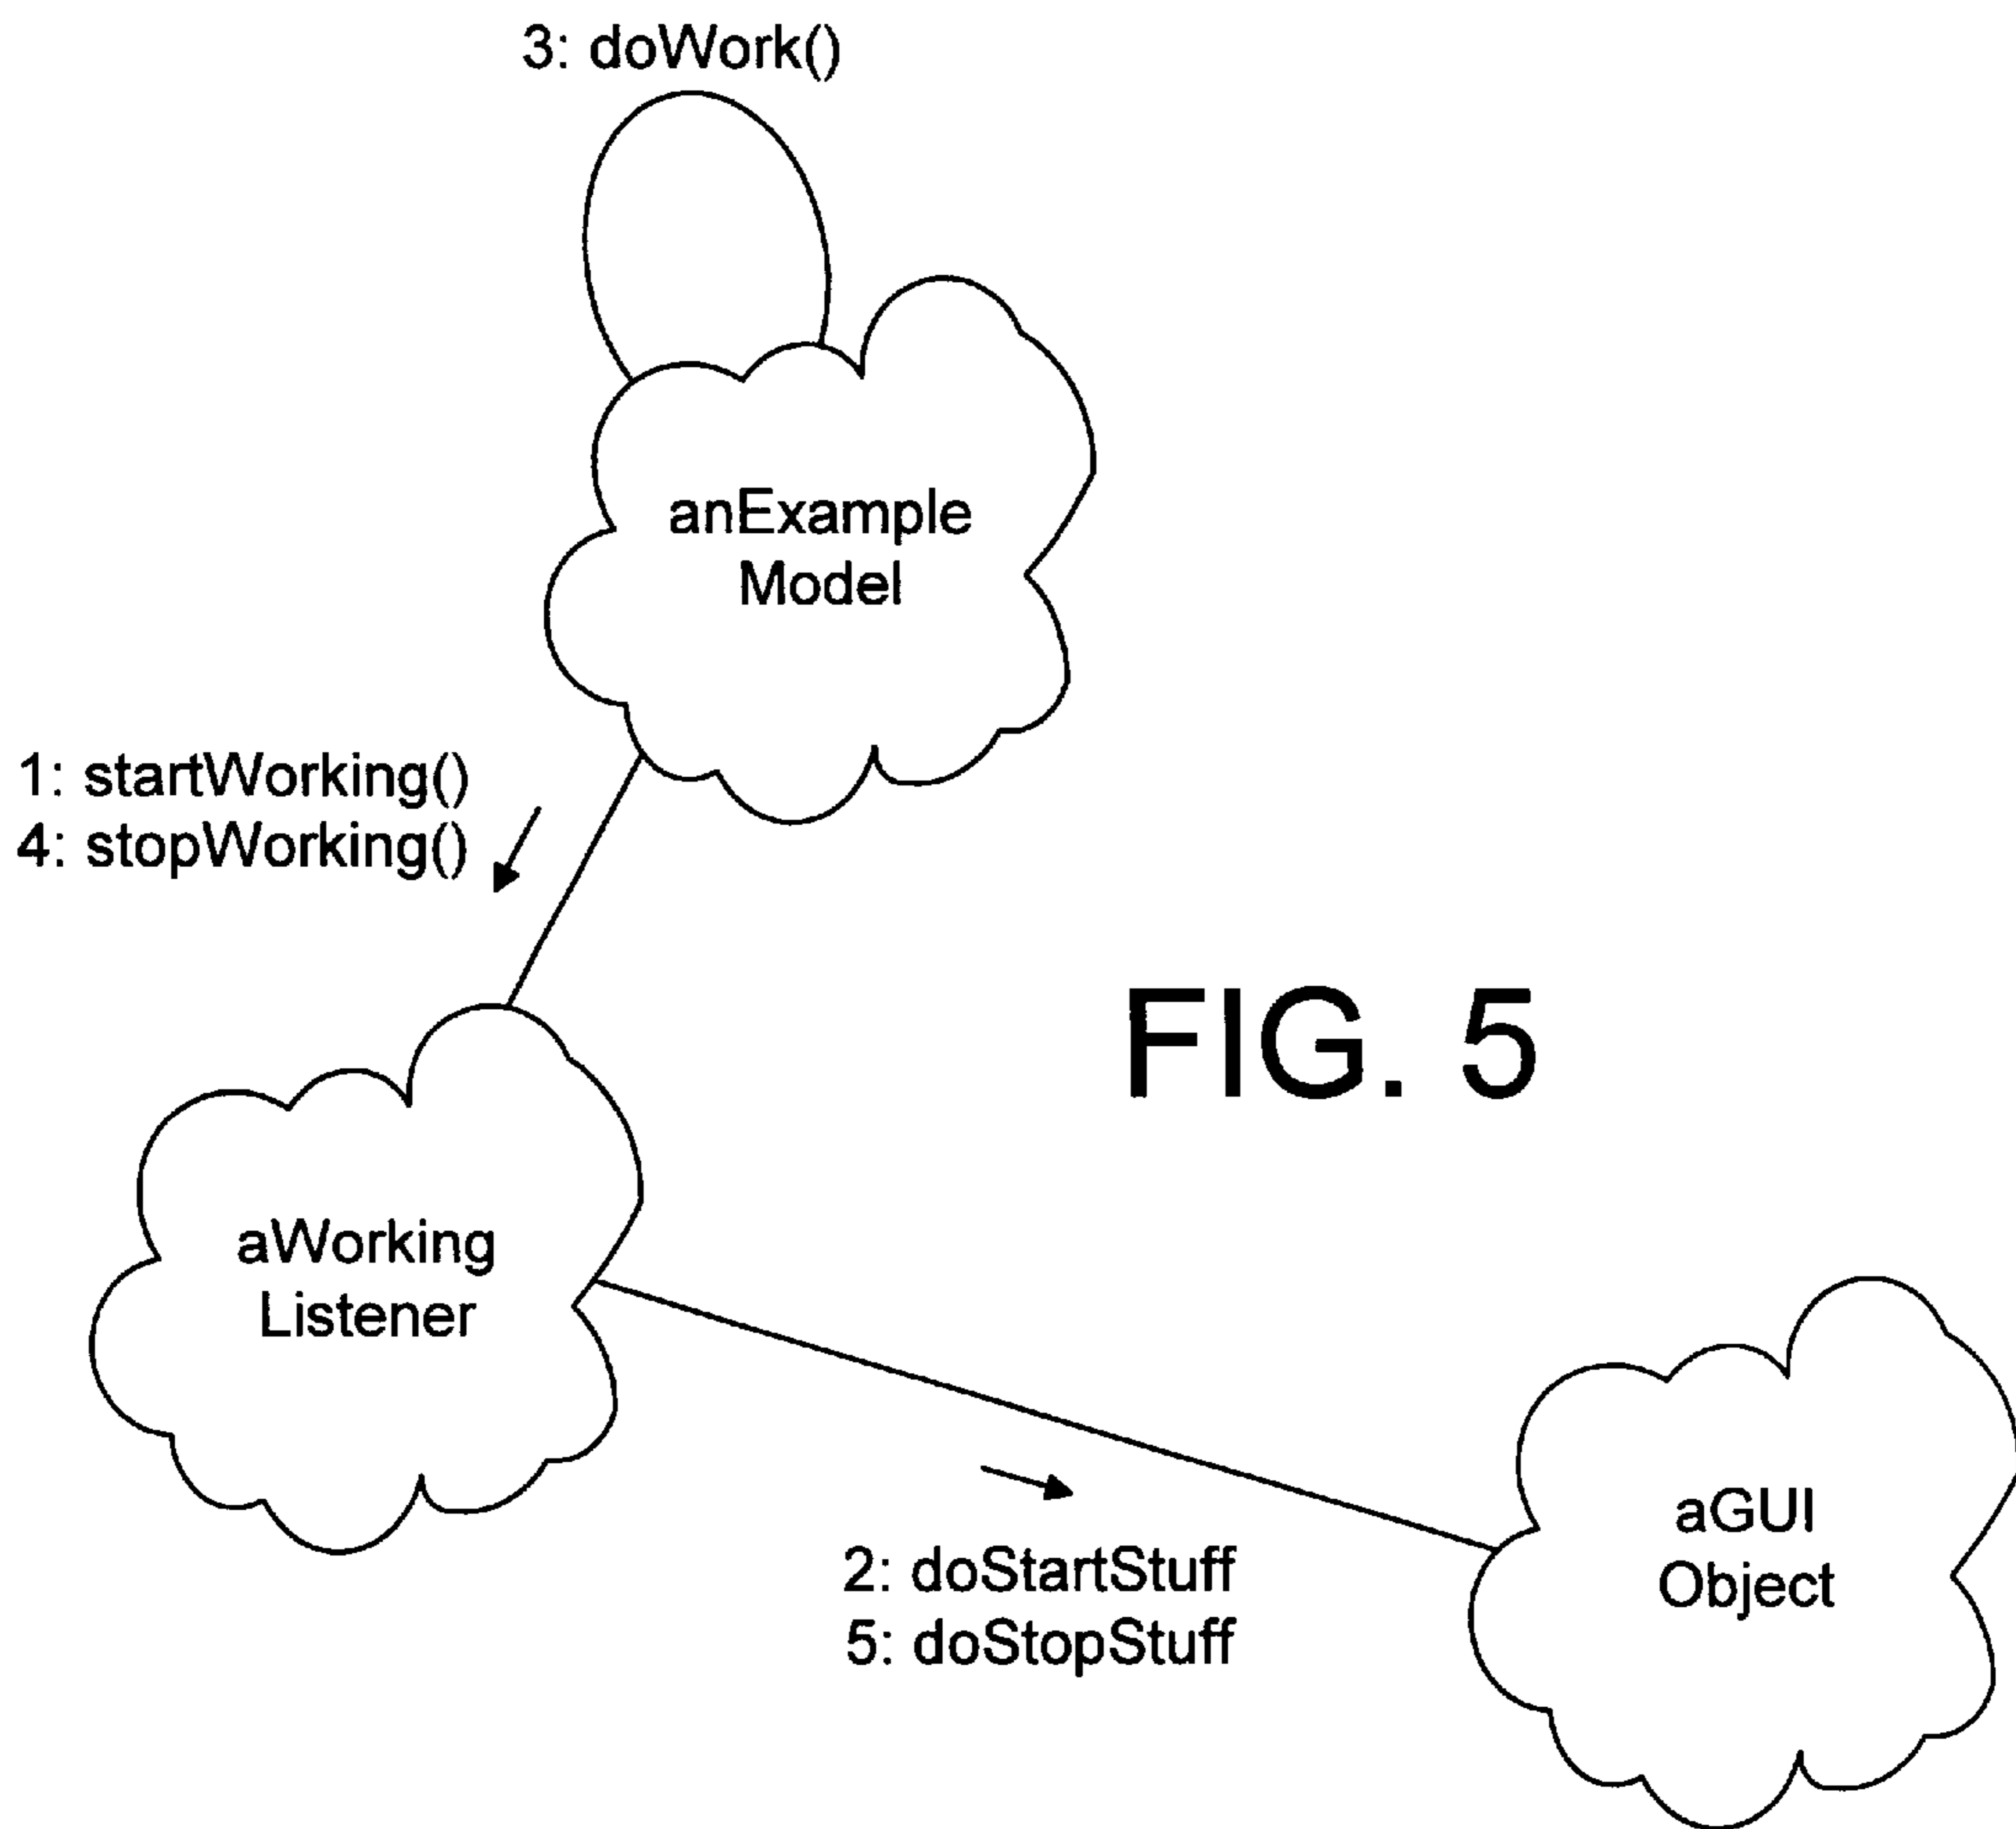 3: doWork()
anExample
Model
1: startWorking()
4: stopWorking()
FIG. 5
aWorking
Listener
aGUI
Object
2: doStartStuff
5: doStopStuff